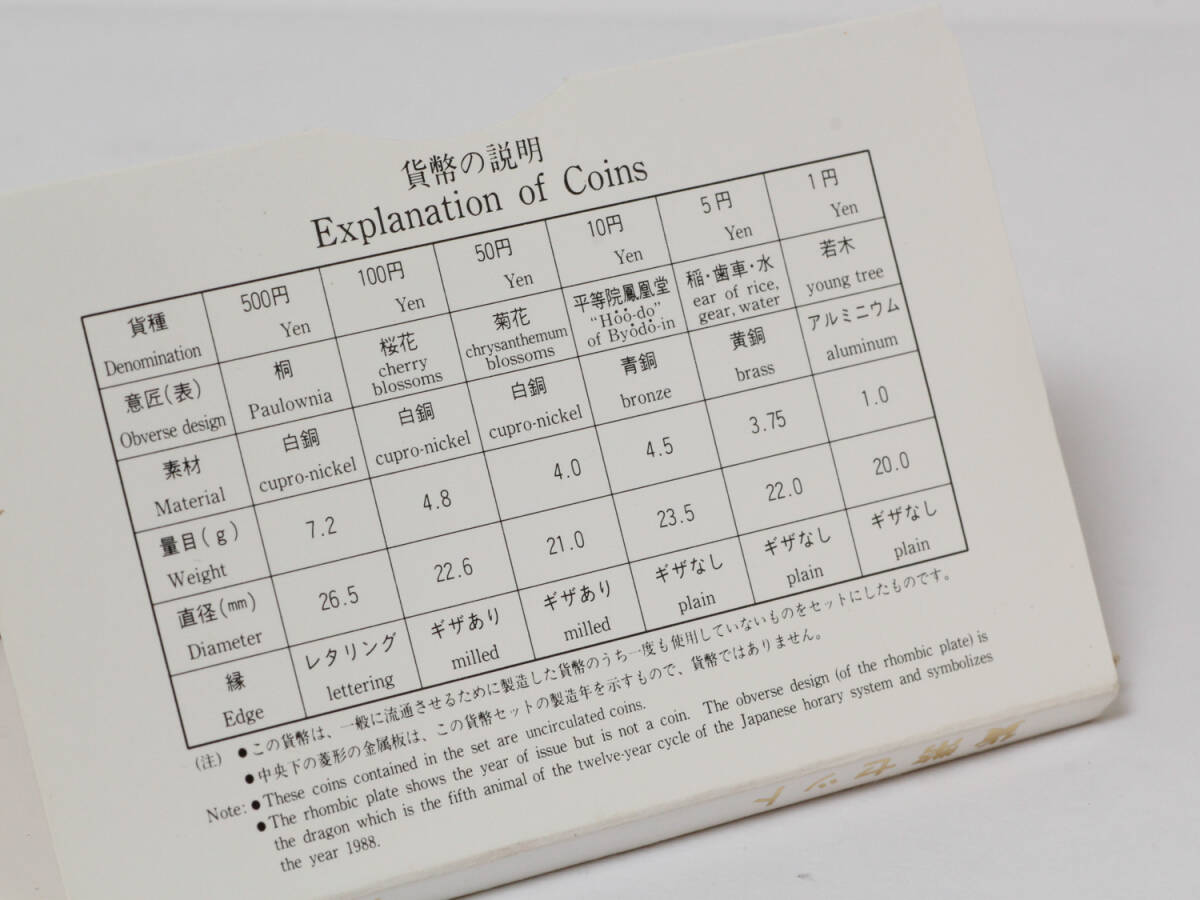 貨幣の説明
Explanation of Coins
貨種 500円 100円 50円 10円 5円 1円
Denomination Yen Yen Yen Yen Yen Yen
意匠(表) 桐 桜花 菊花 平等院鳳凰堂 稲・歯車・水 若木
Obverse design Paulownia cherry blossoms chrysanthemum blossoms “Hōō-dō” of Byōdō-in ear of rice, gear, water young tree
素材 白銅 白銅 白銅 青銅 黄銅 アルミニウム
Material cupro-nickel cupro-nickel cupro-nickel bronze brass aluminum
量目(g) 7.2 4.8 4.0 4.5 3.75 1.0
Weight
直径(㎜) 26.5 22.6 21.0 23.5 22.0 20.0
Diameter
縁 レタリング ギザあり ギザあり ギザなし ギザなし ギザなし
Edge lettering milled milled plain plain plain
(注) ●この貨幣は、一般に流通させるために製造した貨幣のうち一度も使用していないものをセットにしたものです。
●中央下の菱形の金属板は、この貨幣セットの製造年を示すもので、貨幣ではありません。
Note: ●These coins contained in the set are uncirculated coins.
●The rhombic plate shows the year of issue but is not a coin. The obverse design (of the rhombic plate) is
the dragon which is the fifth animal of the twelve-year cycle of the Japanese horary system and symbolizes
the year 1988.
貨幣セット